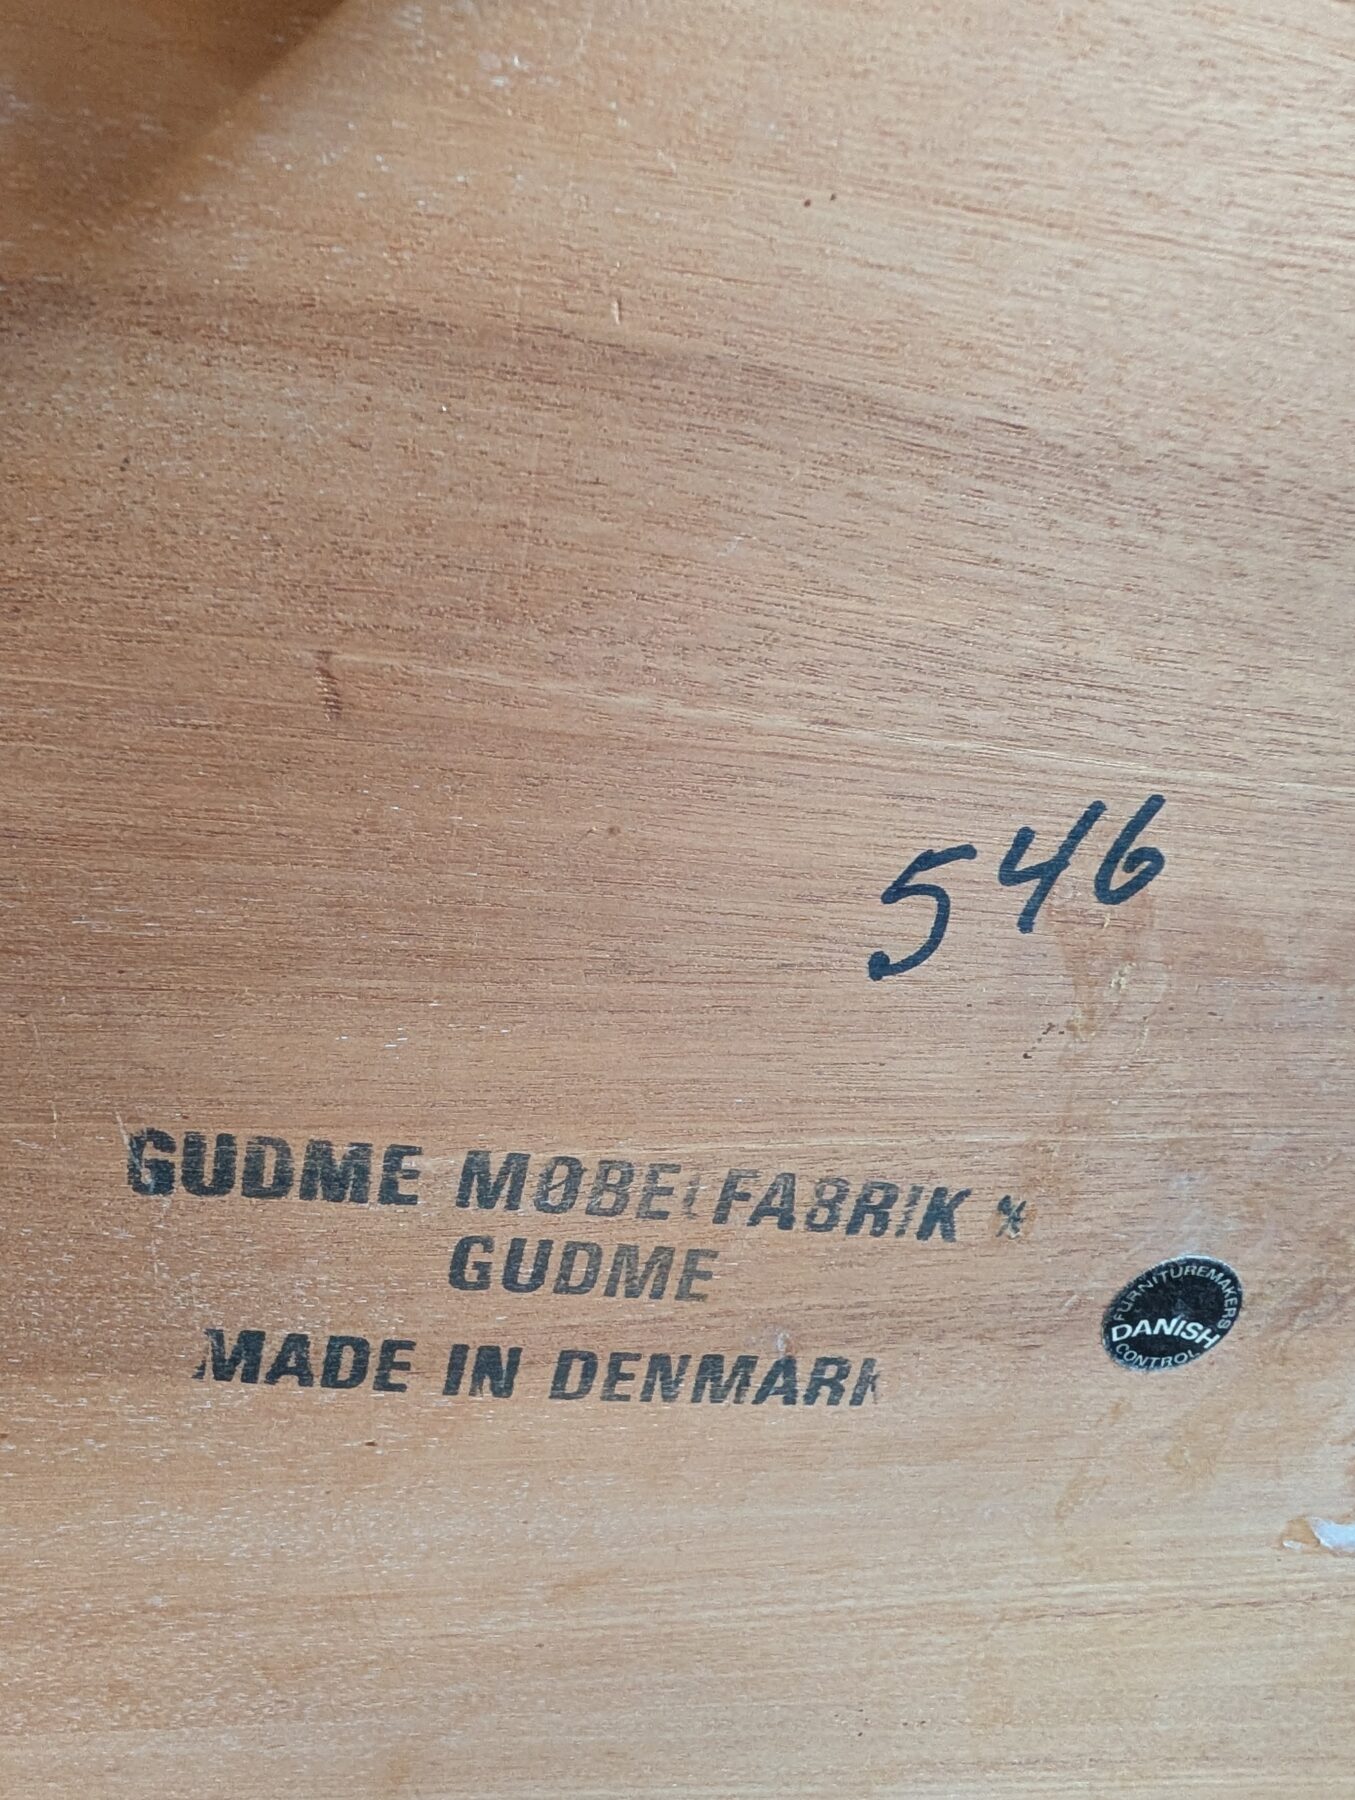 546
GUDME MØBELFABRIK %
GUDME
MADE IN DENMARK
FURNITUREMAKERS
DANISH
CONTROL